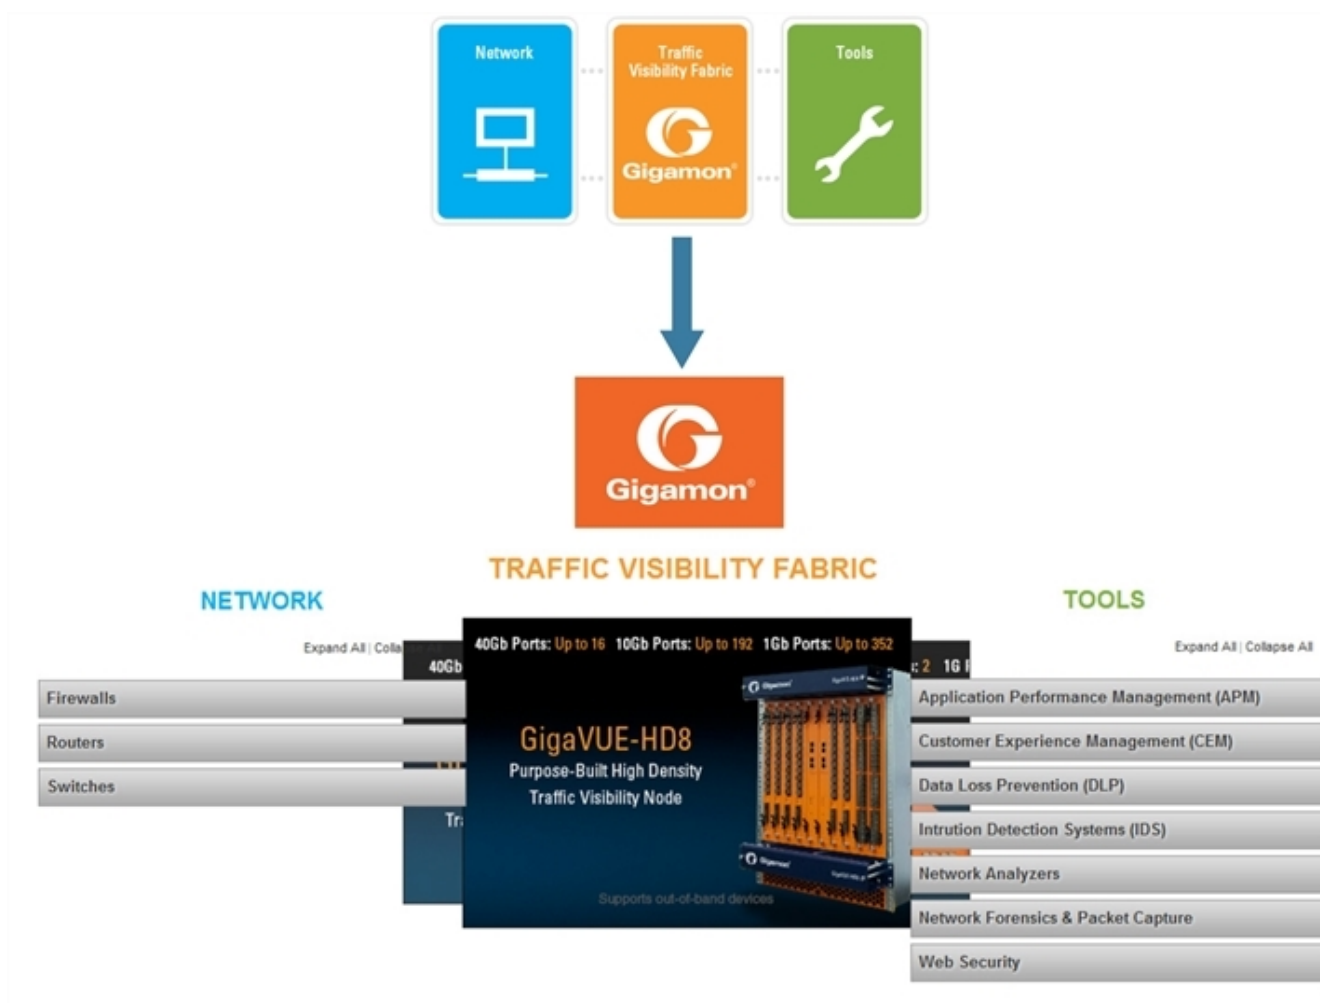 Network
Traffic
Visibility Fabric
Gigamon®
Tools
Gigamon®
TRAFFIC VISIBILITY FABRIC
NETWORK
TOOLS
Expand All | Colla
Expand All | Collapse All
Firewalls
Routers
Switches
40Gb
40Gb Ports: Up to 16 10Gb Ports: Up to 192 1Gb Ports: Up to 352
: 2 1G
GigaVUE-HD8
Purpose-Built High Density
Traffic Visibility Node
Gigamon
Gigamon
Supports out-of-band devices
Application Performance Management (APM)
Customer Experience Management (CEM)
Data Loss Prevention (DLP)
Intrution Detection Systems (IDS)
Network Analyzers
Network Forensics & Packet Capture
Web Security